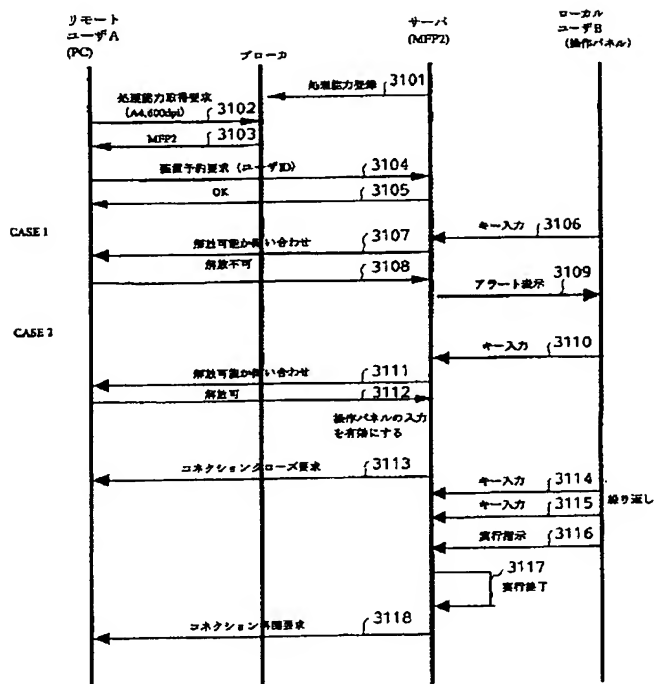 リモート
ユーザA
(PC)
ブローカ
サーバ
(MFP2)
ローカル
ユーザB
(操作パネル)
処理能力登録
3101
処理能力取得要求
(A4,600dpi)
3102
3103
MFP2
装置予約要求 (ユーザID)
3104
OK
3105
CASE 1
キー入力
3106
解放可能か問い合わせ
3107
解放不可
3108
アラート表示
3109
CASE 2
キー入力
3110
解放可能か問い合わせ
3111
解放可
3112
操作パネルの入力
を有効にする
コネクションクローズ要求
3113
キー入力
3114
キー入力
3115
繰り返し
実行指示
3116
3117
実行終了
コネクション再開要求
3118